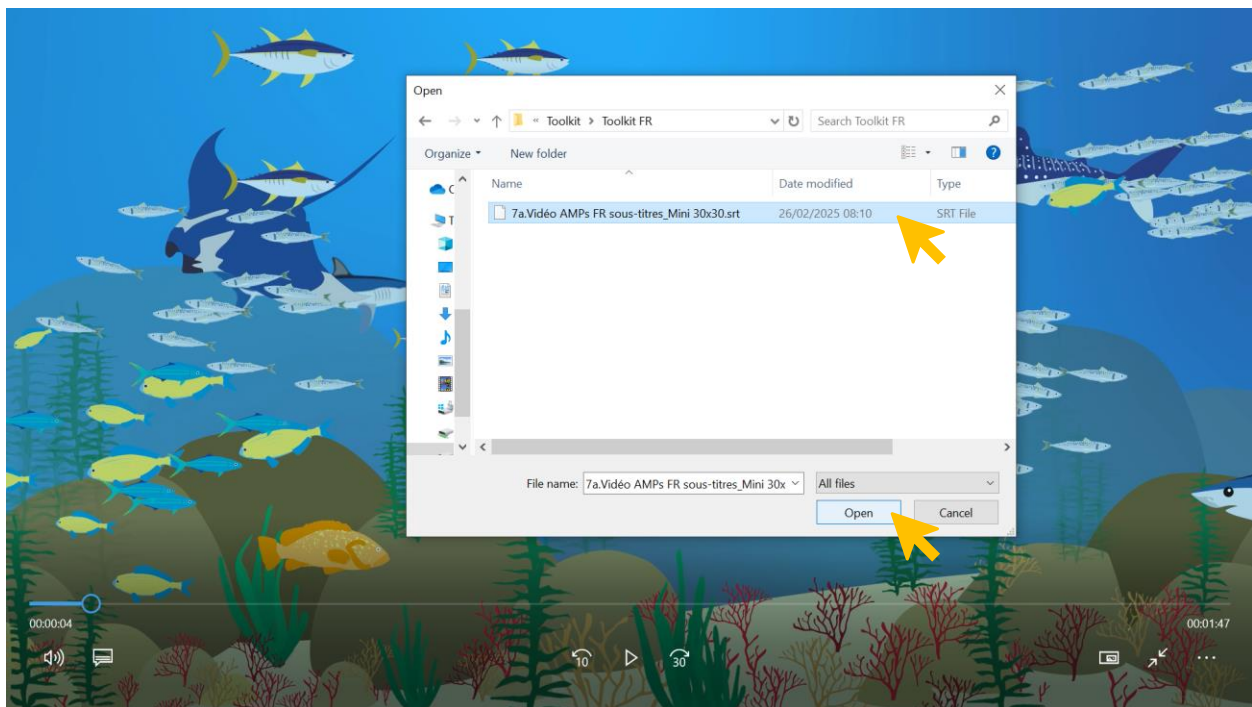 Open
« Toolkit > Toolkit FR
Search Toolkit FR
Organize
New folder
Name
Date modified
Type
7a.Vidéo AMPs FR sous-titres_Mini 30x30.srt
26/02/2025 08:10
SRT File
File name:
7a.Vidéo AMPs FR sous-titres_Mini 30x
All files
Open
Cancel
00:00:04
00:01:47
10
30